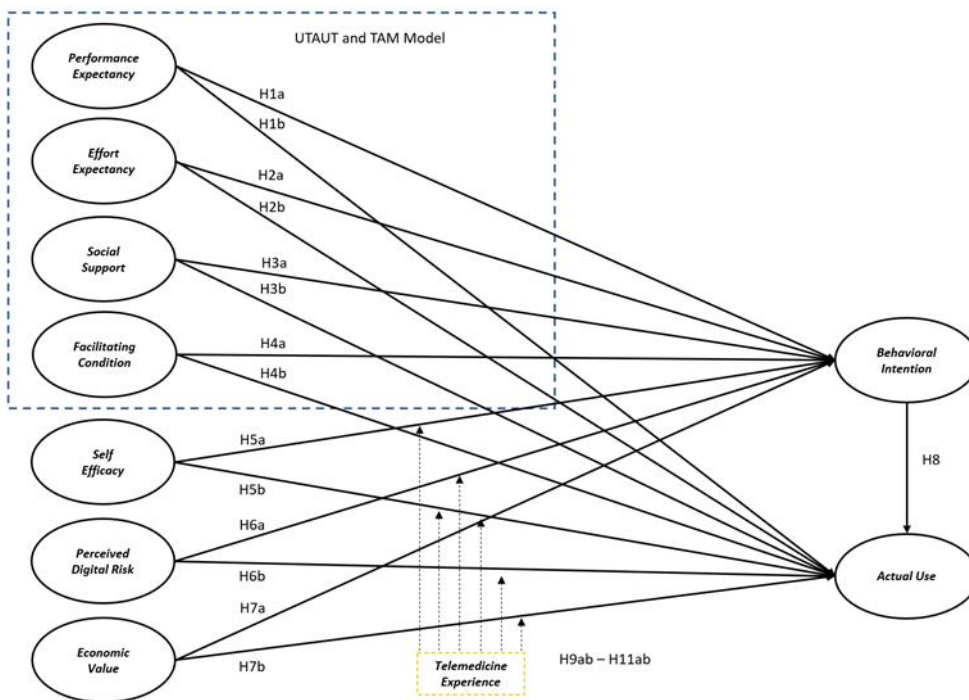 UTAUT and TAM Model
Performance
Expectancy
H1a
H1b
Effort
Expectancy
H2a
H2b
Social
Support
H3a
H3b
Facilitating
Condition
H4a
H4b
Behavioral
Intention
Self
Efficacy
H5a
H5b
H8
Perceived
Digital Risk
H6a
H6b
Actual Use
Economic
Value
H7a
H7b
Telemedicine
Experience
H9ab – H11ab